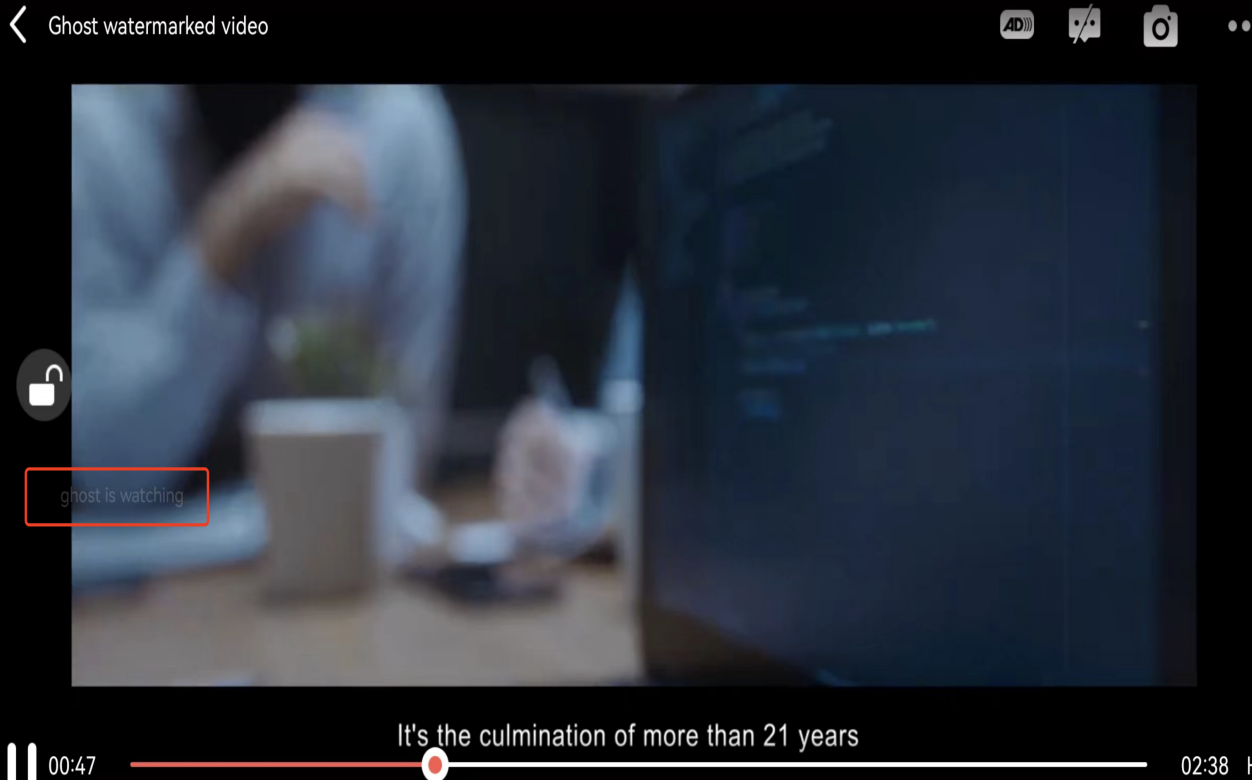 Ghost watermarked video
AD
ghost is watching
It's the culmination of more than 21 years
00:47
02:38